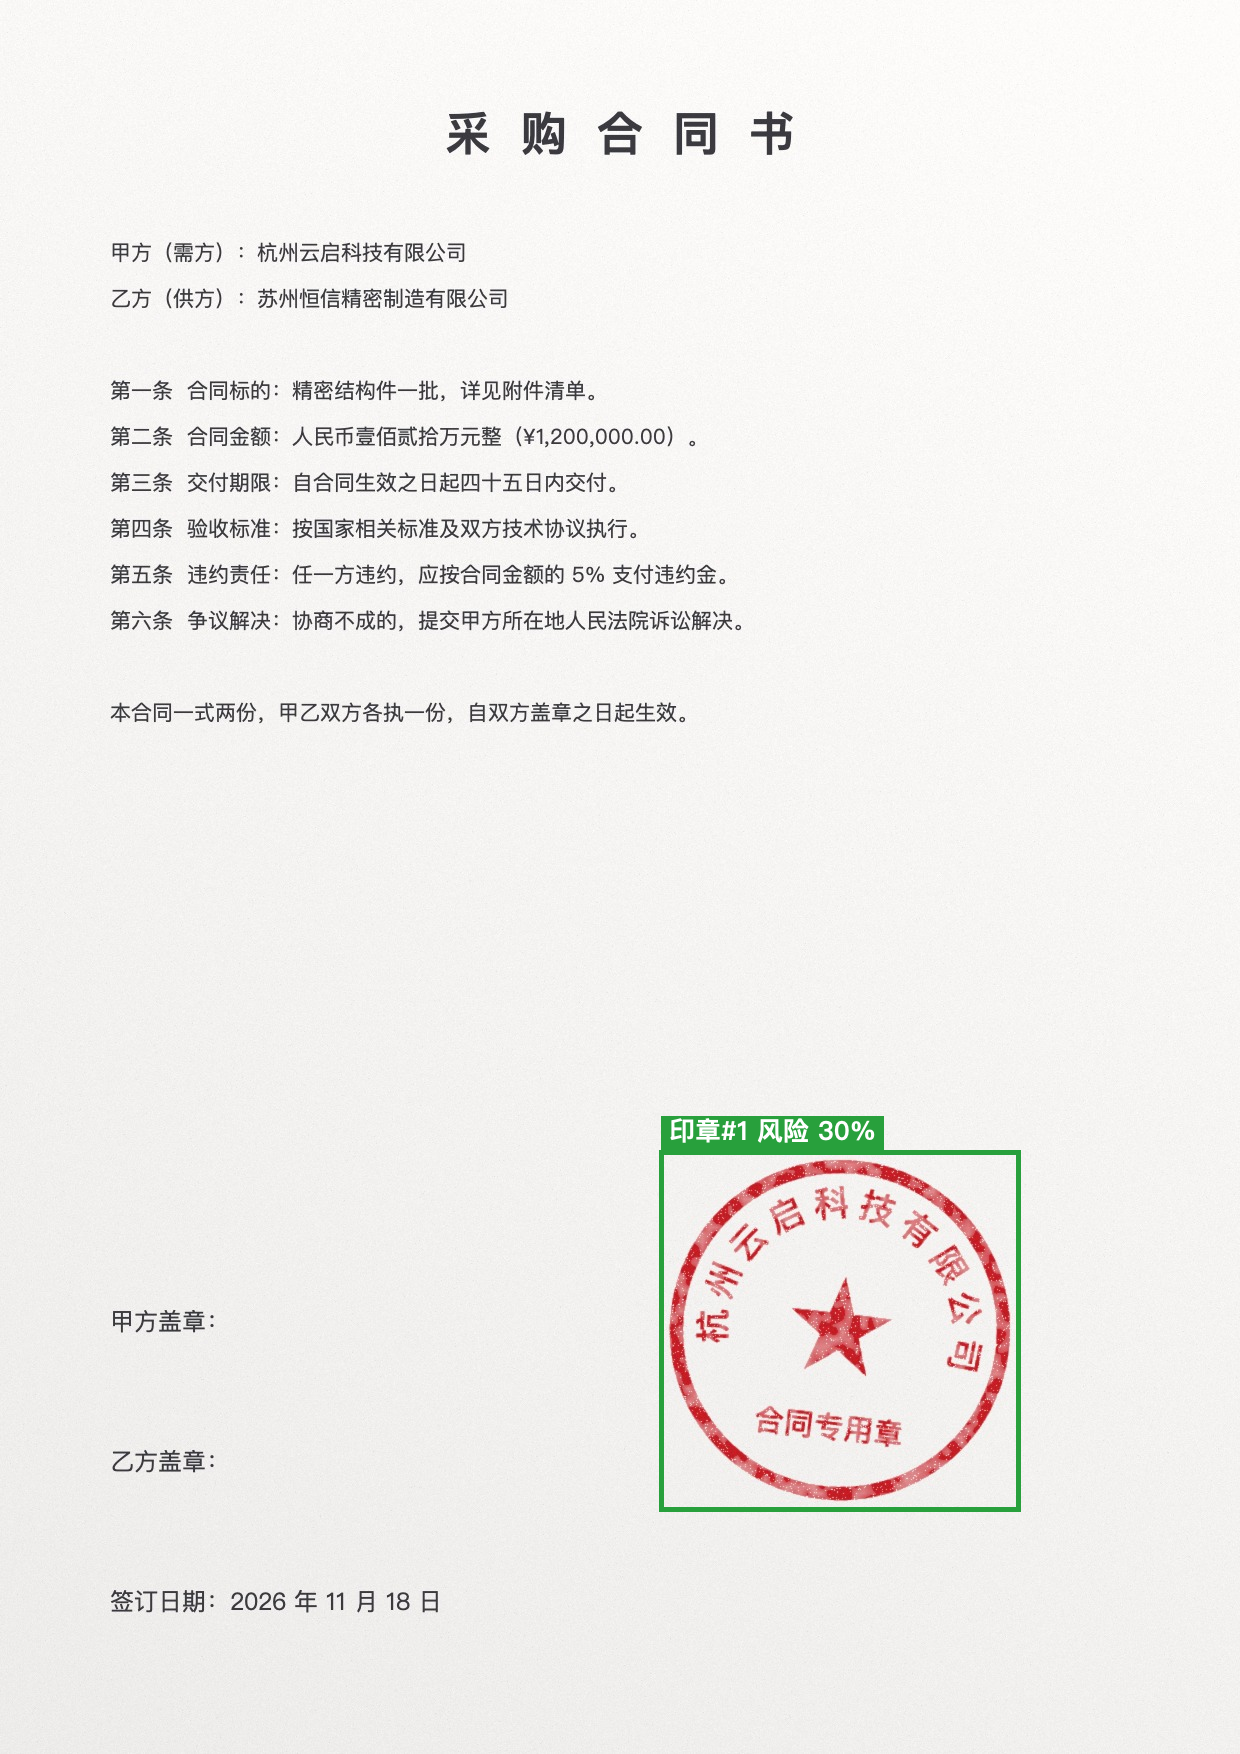 采购合同书
甲方（需方）：杭州云启科技有限公司
乙方（供方）：苏州恒信精密制造有限公司
第一条 合同标的：精密结构件一批，详见附件清单。
第二条 合同金额：人民币壹佰贰拾万元整（¥1,200,000.00）。
第三条 交付期限：自合同生效之日起四十五日内交付。
第四条 验收标准：按国家相关标准及双方技术协议执行。
第五条 违约责任：任一方违约，应按合同金额的 5% 支付违约金。
第六条 争议解决：协商不成的，提交甲方所在地人民法院诉讼解决。
本合同一式两份，甲乙双方各执一份，自双方盖章之日起生效。
印章#1 风险 30%
杭州云启科技有限公司
合同专用章
甲方盖章：
乙方盖章：
签订日期：2026 年 11 月 18 日